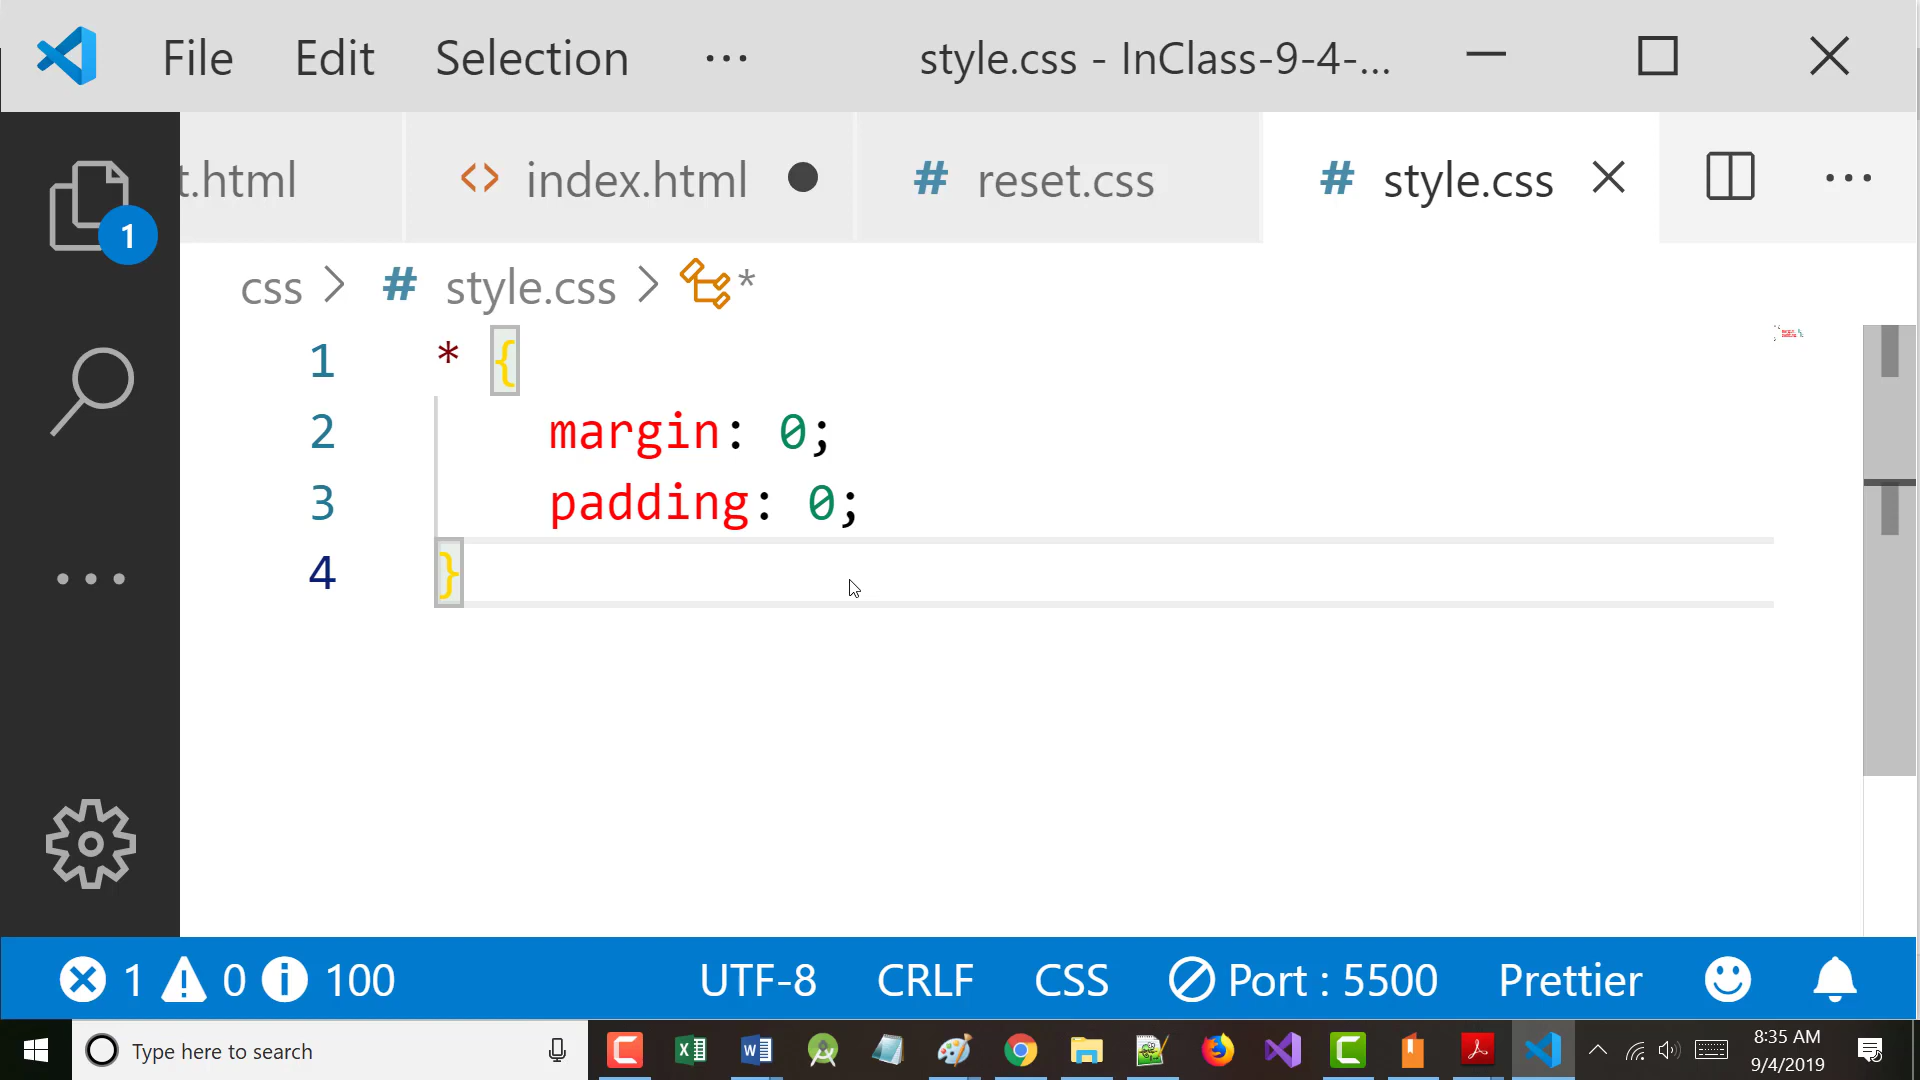 File Edit Selection ... style.css - InClass-9-4-...
t.html <> index.html # reset.css # style.css ...
1
css > # style.css > *
1 * {
2 margin: 0;
3 padding: 0;
4 }
1 0 100 UTF-8 CRLF CSS Port : 5500 Prettier
Type here to search
8:35 AM
9/4/2019